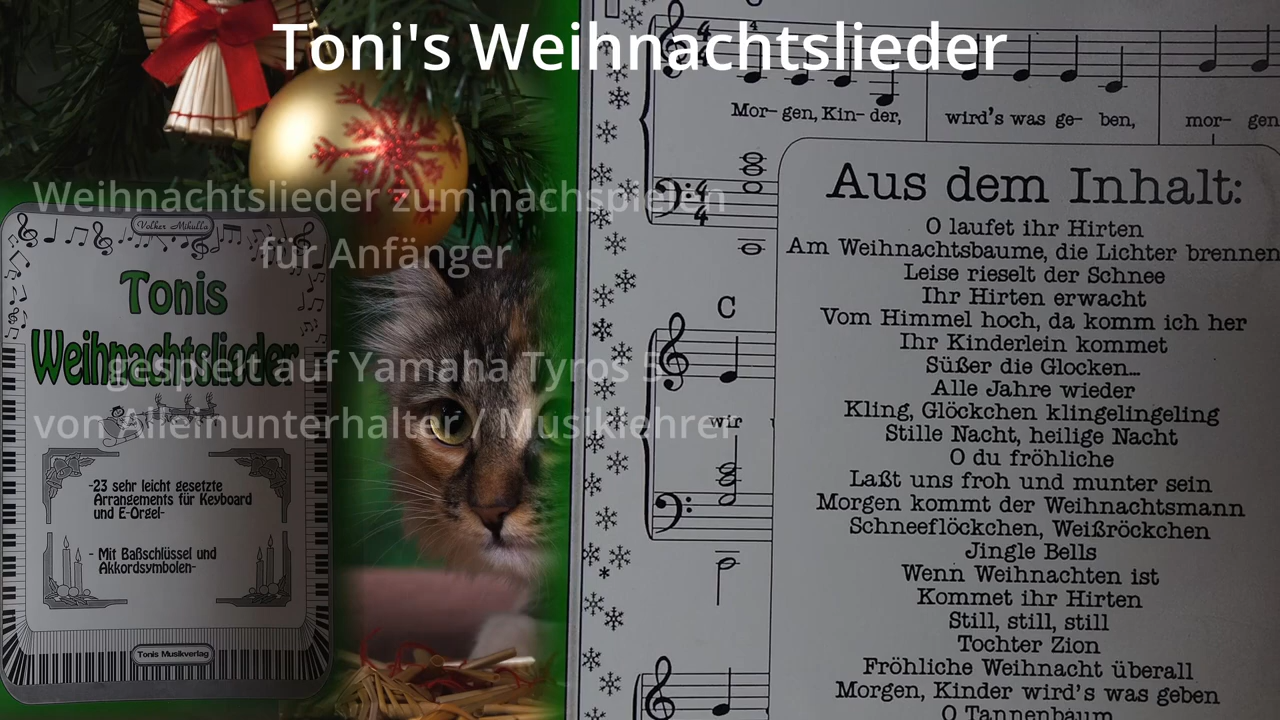 Toni's Weihnachtslieder
Weihnachtslieder zum nachspielen
für Anfänger
gespielt auf Yamaha Tyros 5
von Alleinunterhalter / Musiklehrer
Volker Mikulla
Tonis
Weihnachtslieder
-23 sehr leicht gesetzte
Arrangements für Keyboard
und E-Orgel-
- Mit Baßschlüssel und
Akkordsymbolen-
Tonis Musikverlag
4
4
4
Mor- gen, Kin- der, wird's was ge- ben, mor- gen
4
4
C
wir
Aus dem Inhalt:
O laufet ihr Hirten
Am Weihnachtsbaume, die Lichter brennen
Leise rieselt der Schnee
Ihr Hirten erwacht
Vom Himmel hoch, da komm ich her
Ihr Kinderlein kommet
Süßer die Glocken...
Alle Jahre wieder
Kling, Glöckchen klingelingeling
Stille Nacht, heilige Nacht
O du fröhliche
Laßt uns froh und munter sein
Morgen kommt der Weihnachtsmann
Schneeflöckchen, Weißröckchen
Jingle Bells
Wenn Weihnachten ist
Kommet ihr Hirten
Still, still, still
Tochter Zion
Fröhliche Weihnacht überall
Morgen, Kinder wird's was geben
O Tannenbaum